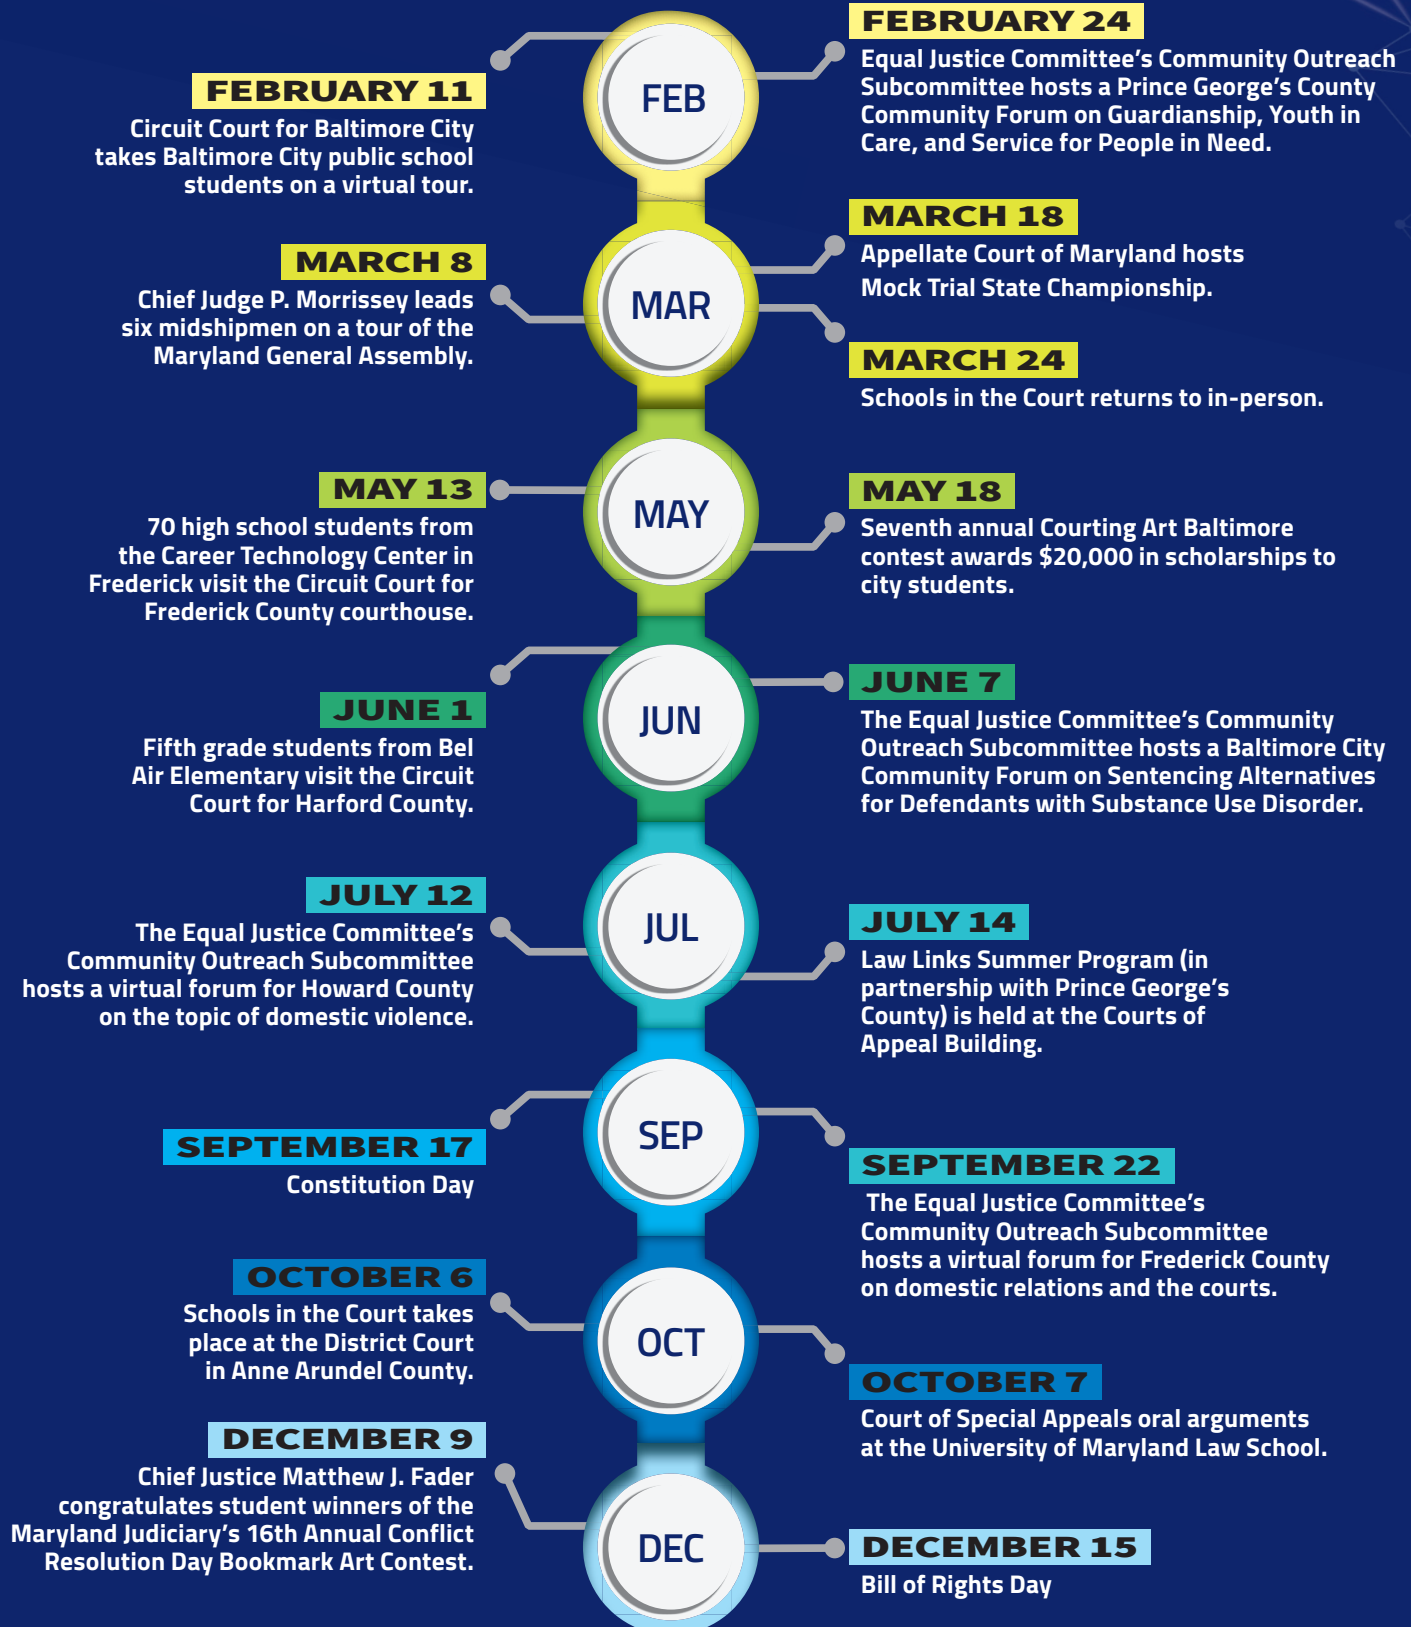 FEB
FEBRUARY 11
Circuit Court for Baltimore City
takes Baltimore City public school
students on a virtual tour.
FEBRUARY 24
Equal Justice Committee’s Community Outreach
Subcommittee hosts a Prince George’s County
Community Forum on Guardianship, Youth in
Care, and Service for People in Need.
MAR
MARCH 8
Chief Judge P. Morrissey leads
six midshipmen on a tour of the
Maryland General Assembly.
MARCH 18
Appellate Court of Maryland hosts
Mock Trial State Championship.
MARCH 24
Schools in the Court returns to in-person.
MAY
MAY 13
70 high school students from
the Career Technology Center in
Frederick visit the Circuit Court for
Frederick County courthouse.
MAY 18
Seventh annual Courting Art Baltimore
contest awards $20,000 in scholarships to
city students.
JUN
JUNE 1
Fifth grade students from Bel
Air Elementary visit the Circuit
Court for Harford County.
JUNE 7
The Equal Justice Committee’s Community
Outreach Subcommittee hosts a Baltimore City
Community Forum on Sentencing Alternatives
for Defendants with Substance Use Disorder.
JUL
JULY 12
The Equal Justice Committee’s
Community Outreach Subcommittee
hosts a virtual forum for Howard County
on the topic of domestic violence.
JULY 14
Law Links Summer Program (in
partnership with Prince George’s
County) is held at the Courts of
Appeal Building.
SEP
SEPTEMBER 17
Constitution Day
SEPTEMBER 22
The Equal Justice Committee’s
Community Outreach Subcommittee
hosts a virtual forum for Frederick County
on domestic relations and the courts.
OCT
OCTOBER 6
Schools in the Court takes
place at the District Court
in Anne Arundel County.
OCTOBER 7
Court of Special Appeals oral arguments
at the University of Maryland Law School.
DEC
DECEMBER 9
Chief Justice Matthew J. Fader
congratulates student winners of the
Maryland Judiciary’s 16th Annual Conflict
Resolution Day Bookmark Art Contest.
DECEMBER 15
Bill of Rights Day